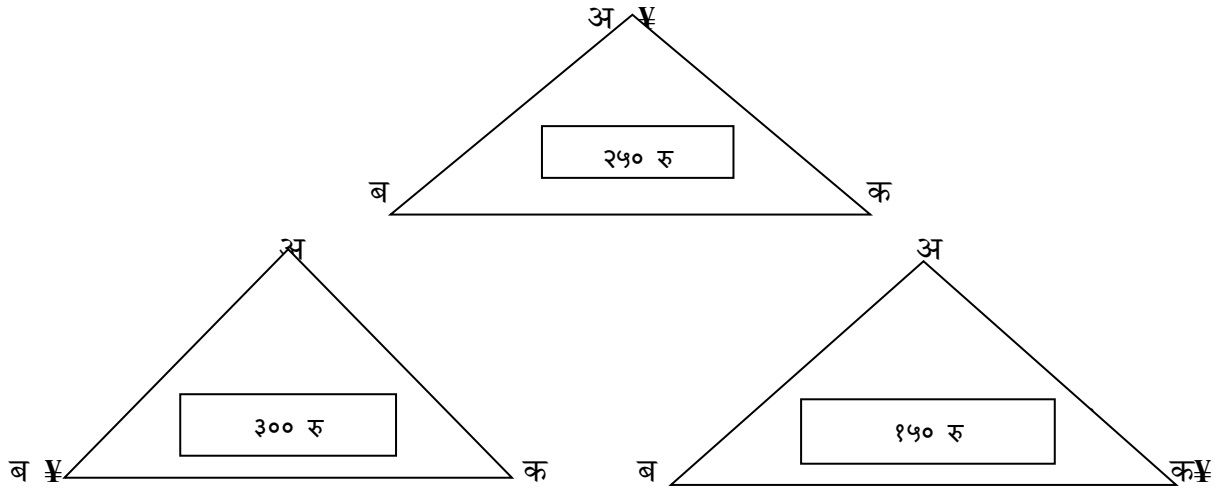 अ ¥
२५० रु
ब क
अ
३०० रु
ब ¥ क
अ
१५० रु
ब क¥